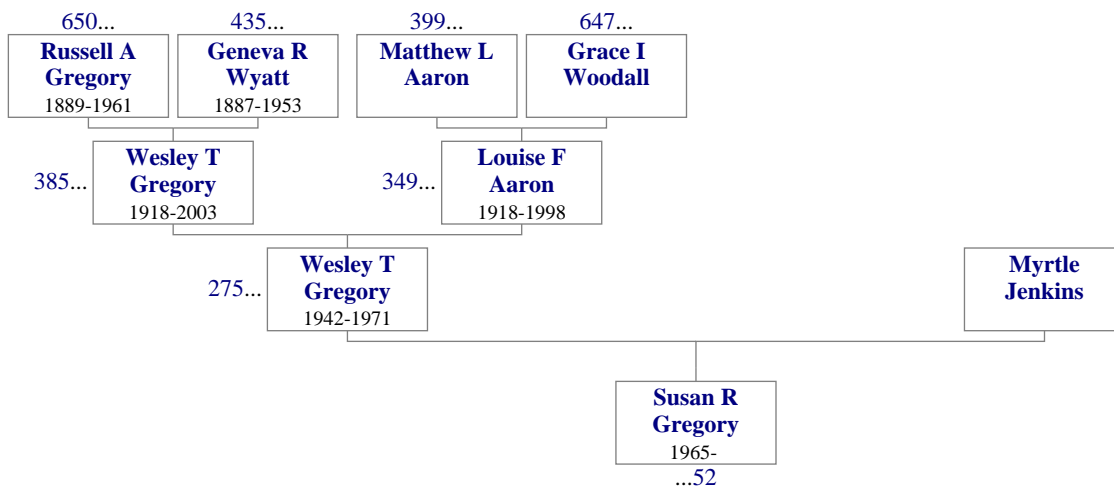 650...
435...
399...
647...
Russell A
Gregory
1889-1961
Geneva R
Wyatt
1887-1953
Matthew L
Aaron
Grace I
Woodall
385...
Wesley T
Gregory
1918-2003
349...
Louise F
Aaron
1918-1998
275...
Wesley T
Gregory
1942-1971
Myrtle
Jenkins
Susan R
Gregory
1965-
...52